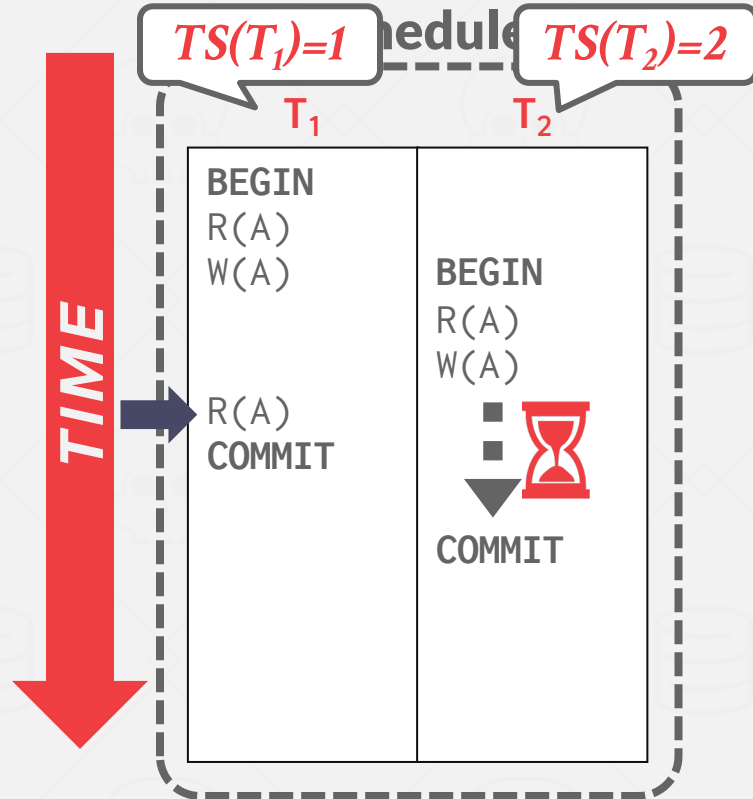 TS(T₁)=1
hedule
TS(T₂)=2
T₁
T₂
TIME
BEGIN
R(A)
W(A)
R(A)
COMMIT
BEGIN
R(A)
W(A)
COMMIT